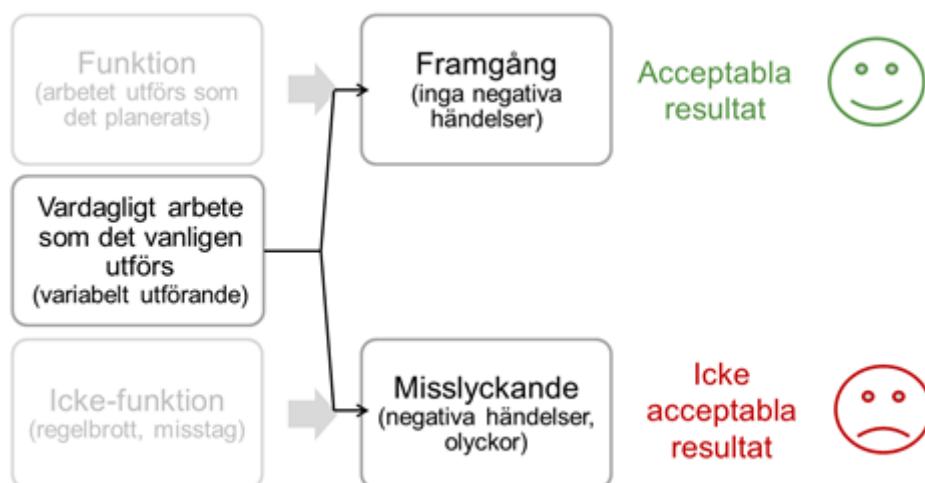 Funktion
(arbetet utförs som
det planerats)
Framgång
(inga negativa
händelser)
Acceptabla
resultat
Vardagligt arbete
som det vanligen
utförs
(variabelt utförande)
Icke-funktion
(regelbrott, misstag)
Misslyckande
(negativa händelser,
olyckor)
Icke
acceptabla
resultat